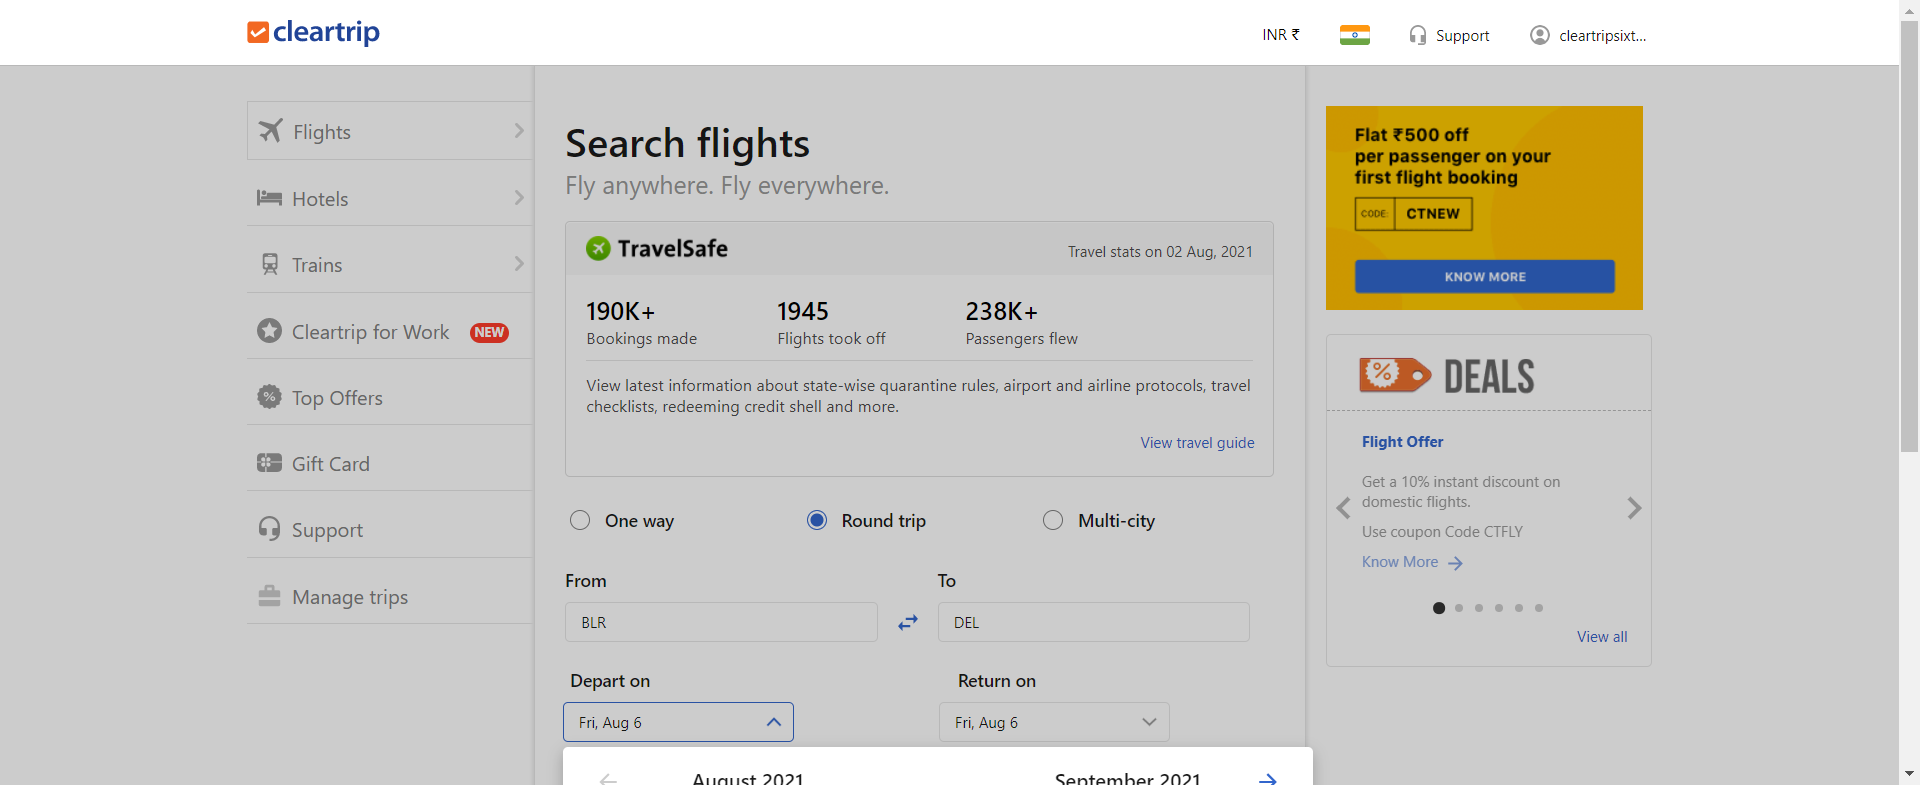 cleartrip
INR ₹
Support
cleartripsixt...
Flights
Hotels
Trains
Cleartrip for Work NEW
Top Offers
Gift Card
Support
Manage trips
Search flights
Fly anywhere. Fly everywhere.
TravelSafe
Travel stats on 02 Aug, 2021
190K+
Bookings made
1945
Flights took off
238K+
Passengers flew
View latest information about state-wise quarantine rules, airport and airline protocols, travel
checklists, redeeming credit shell and more.
View travel guide
One way
Round trip
Multi-city
From
BLR
To
DEL
Depart on
Fri, Aug 6
Return on
Fri, Aug 6
August 2021
September 2021
Flat ₹500 off
per passenger on your
first flight booking
CODE: CTNEW
KNOW MORE
% DEALS
Flight Offer
Get a 10% instant discount on
domestic flights.
Use coupon Code CTFLY
Know More
View all